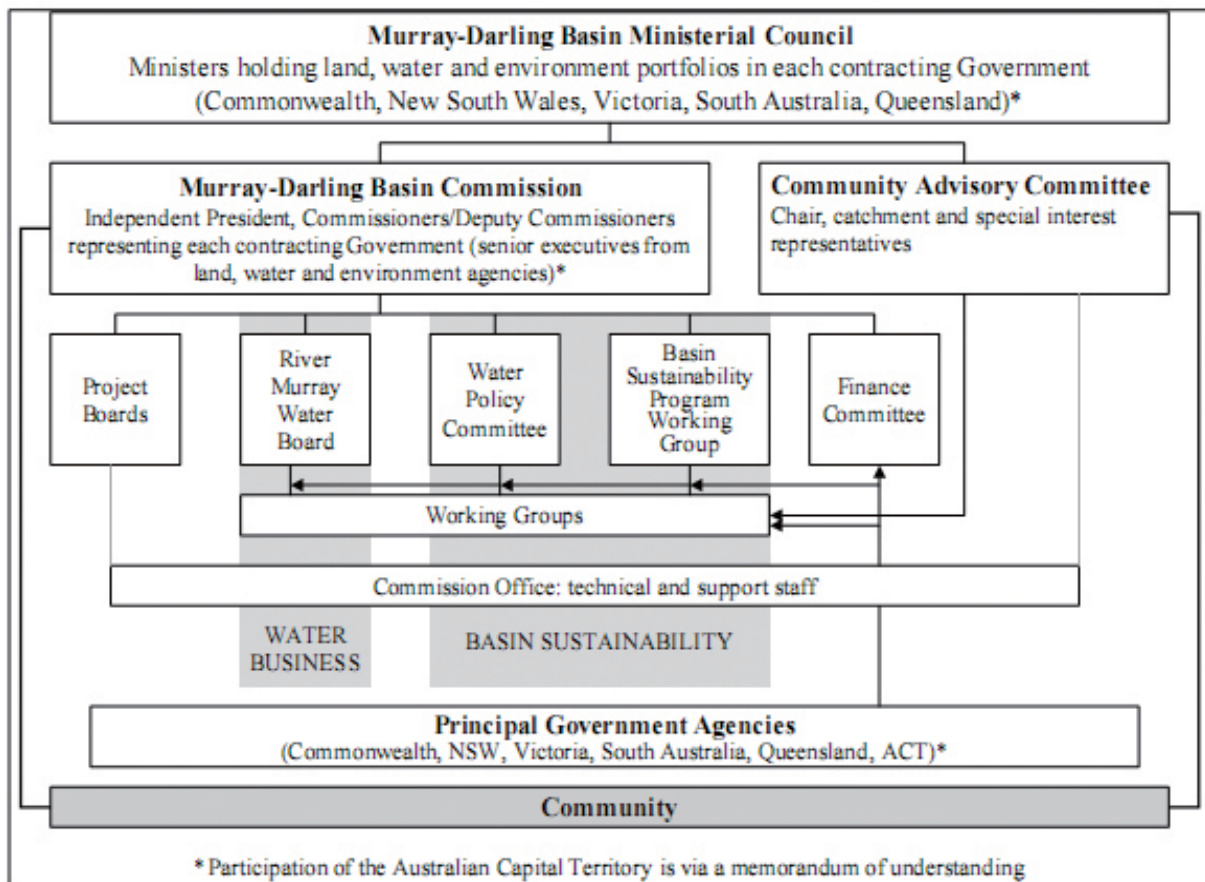 Murray-Darling Basin Ministerial Council
Ministers holding land, water and environment portfolios in each contracting Government
(Commonwealth, New South Wales, Victoria, South Australia, Queensland)*
Murray-Darling Basin Commission
Independent President, Commissioners/Deputy Commissioners
representing each contracting Government (senior executives from
land, water and environment agencies)*
Community Advisory Committee
Chair, catchment and special interest
representatives
Project
Boards
River
Murray
Water
Board
Water
Policy
Committee
Basin
Sustainability
Program
Working
Group
Finance
Committee
Working Groups
Commission Office: technical and support staff
WATER
BUSINESS
BASIN SUSTAINABILITY
Principal Government Agencies
(Commonwealth, NSW, Victoria, South Australia, Queensland, ACT)*
Community
* Participation of the Australian Capital Territory is via a memorandum of understanding